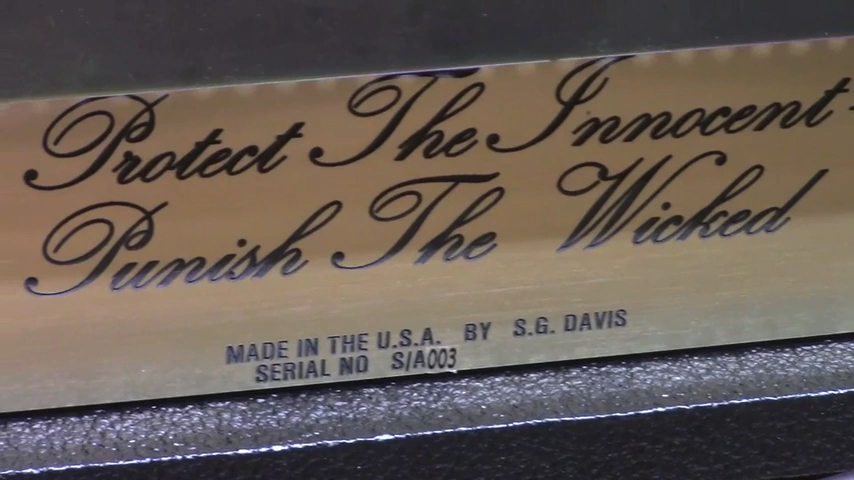 Protect The Innocent -
Punish The Wicked
MADE IN THE U.S.A. BY S.G. DAVIS
SERIAL NO S/A003